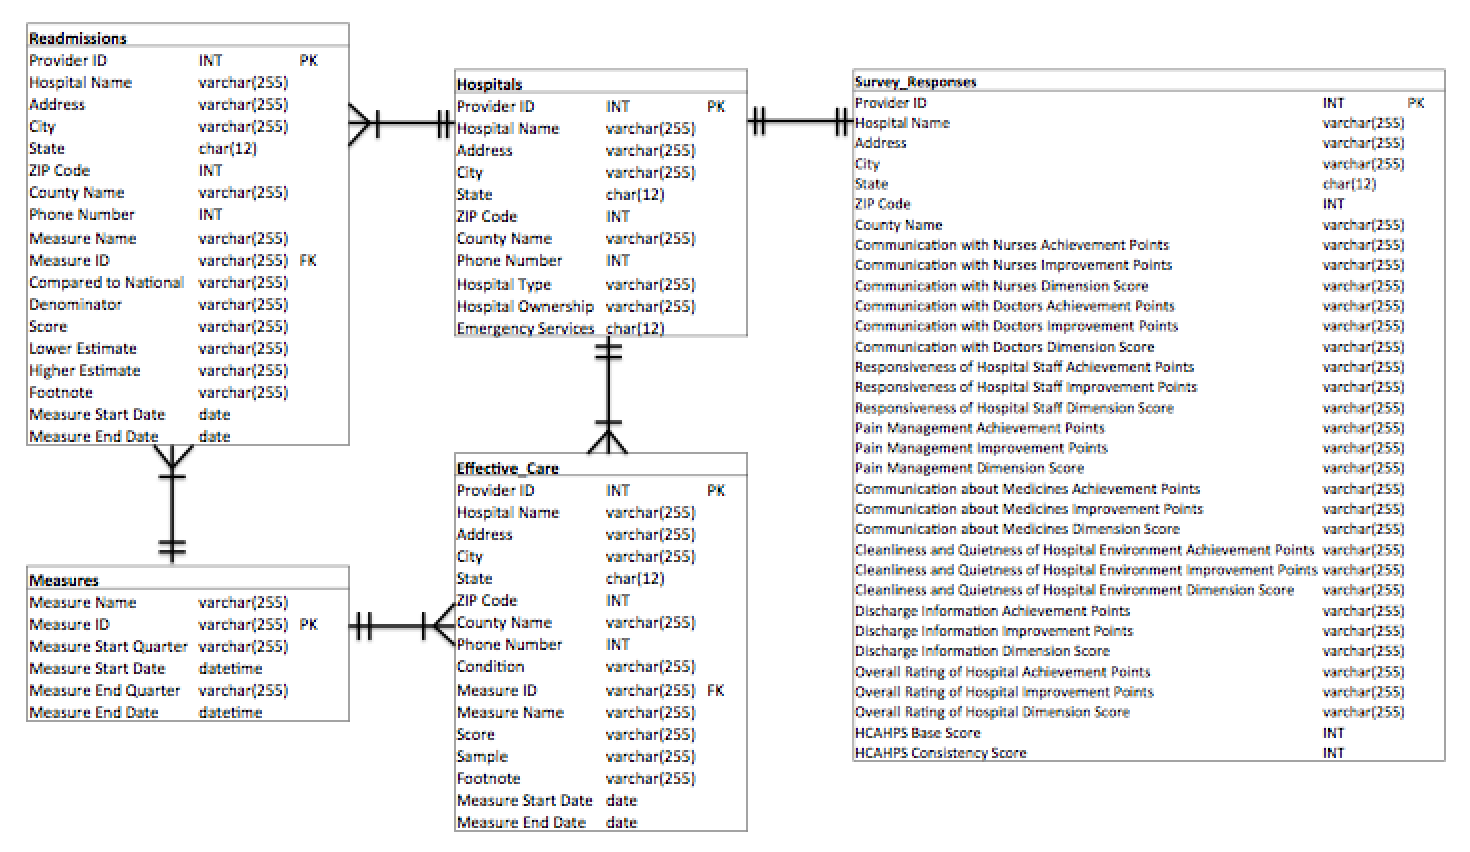 Readmissions
Provider ID INT PK
Hospital Name varchar(255)
Address varchar(255)
City varchar(255)
State char(12)
ZIP Code INT
County Name varchar(255)
Phone Number INT
Measure Name varchar(255)
Measure ID varchar(255) FK
Compared to National varchar(255)
Denominator varchar(255)
Score varchar(255)
Lower Estimate varchar(255)
Higher Estimate varchar(255)
Footnote varchar(255)
Measure Start Date date
Measure End Date date
Measures
Measure Name varchar(255)
Measure ID varchar(255) PK
Measure Start Quarter varchar(255)
Measure Start Date datetime
Measure End Quarter varchar(255)
Measure End Date datetime
Hospitals
Provider ID INT PK
Hospital Name varchar(255)
Address varchar(255)
City varchar(255)
State char(12)
ZIP Code INT
County Name varchar(255)
Phone Number INT
Hospital Type varchar(255)
Hospital Ownership varchar(255)
Emergency Services char(12)
Effective_Care
Provider ID INT PK
Hospital Name varchar(255)
Address varchar(255)
City varchar(255)
State char(12)
ZIP Code INT
County Name varchar(255)
Phone Number INT
Condition varchar(255)
Measure ID varchar(255) FK
Measure Name varchar(255)
Score varchar(255)
Sample varchar(255)
Footnote varchar(255)
Measure Start Date date
Measure End Date date
Survey_Responses
Provider ID INT PK
Hospital Name varchar(255)
Address varchar(255)
City varchar(255)
State char(12)
ZIP Code INT
County Name varchar(255)
Communication with Nurses Achievement Points varchar(255)
Communication with Nurses Improvement Points varchar(255)
Communication with Nurses Dimension Score varchar(255)
Communication with Doctors Achievement Points varchar(255)
Communication with Doctors Improvement Points varchar(255)
Communication with Doctors Dimension Score varchar(255)
Responsiveness of Hospital Staff Achievement Points varchar(255)
Responsiveness of Hospital Staff Improvement Points varchar(255)
Responsiveness of Hospital Staff Dimension Score varchar(255)
Pain Management Achievement Points varchar(255)
Pain Management Improvement Points varchar(255)
Pain Management Dimension Score varchar(255)
Communication about Medicines Achievement Points varchar(255)
Communication about Medicines Improvement Points varchar(255)
Communication about Medicines Dimension Score varchar(255)
Cleanliness and Quietness of Hospital Environment Achievement Points varchar(255)
Cleanliness and Quietness of Hospital Environment Improvement Points varchar(255)
Cleanliness and Quietness of Hospital Environment Dimension Score varchar(255)
Discharge Information Achievement Points varchar(255)
Discharge Information Improvement Points varchar(255)
Discharge Information Dimension Score varchar(255)
Overall Rating of Hospital Achievement Points varchar(255)
Overall Rating of Hospital Improvement Points varchar(255)
Overall Rating of Hospital Dimension Score varchar(255)
HCAHPS Base Score INT
HCAHPS Consistency Score INT